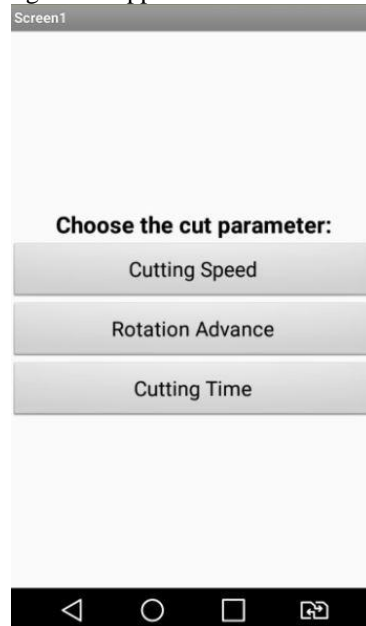 Screen1
Choose the cut parameter:
Cutting Speed
Rotation Advance
Cutting Time